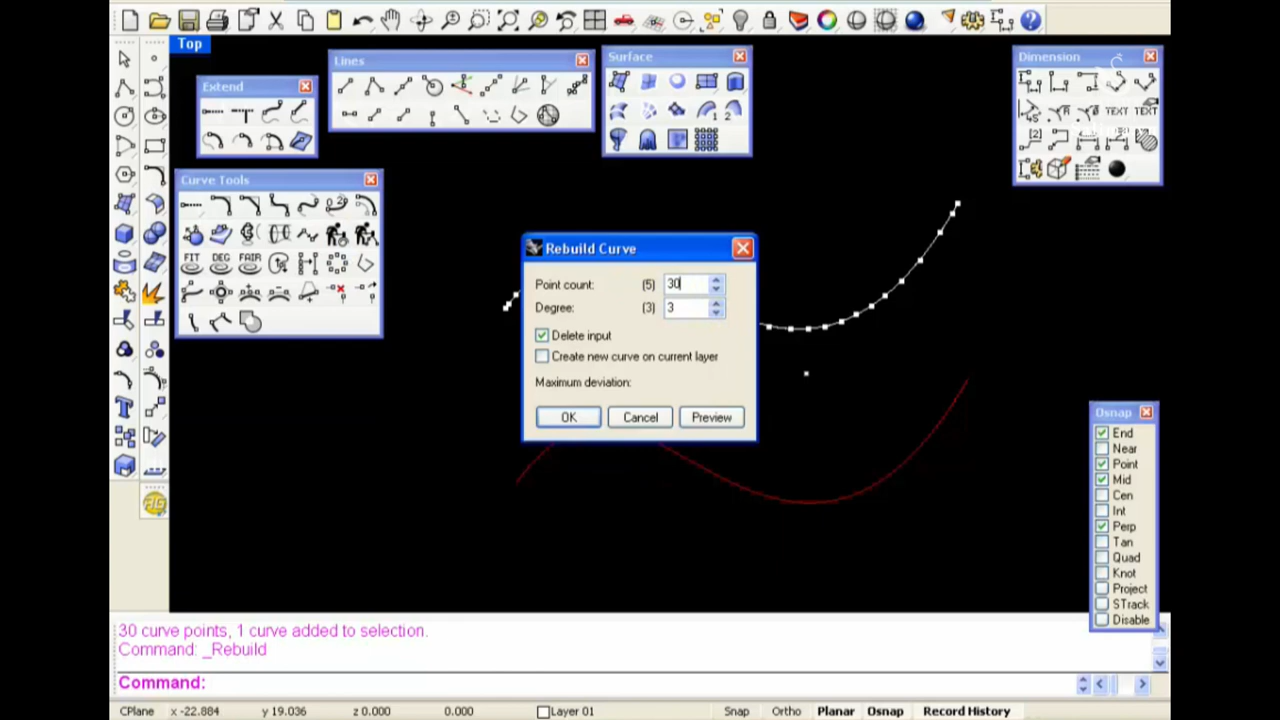 Top
Extend
Lines
Surface
Dimension
TEXT TEXT
Curve Tools
FIT DEG FAIR
Rebuild Curve
Point count: (5) 30
Degree: (3) 3
Delete input
Create new curve on current layer
Maximum deviation:
OK Cancel Preview
Osnap
End
Near
Point
Mid
Cen
Int
Perp
Tan
Quad
Knot
Project
STrack
Disable
30 curve points, 1 curve added to selection.
Command: _Rebuild
Command:
CPlane x -22.884 y 19.036 z 0.000 0.000 Layer 01 Snap Ortho Planar Osnap Record History